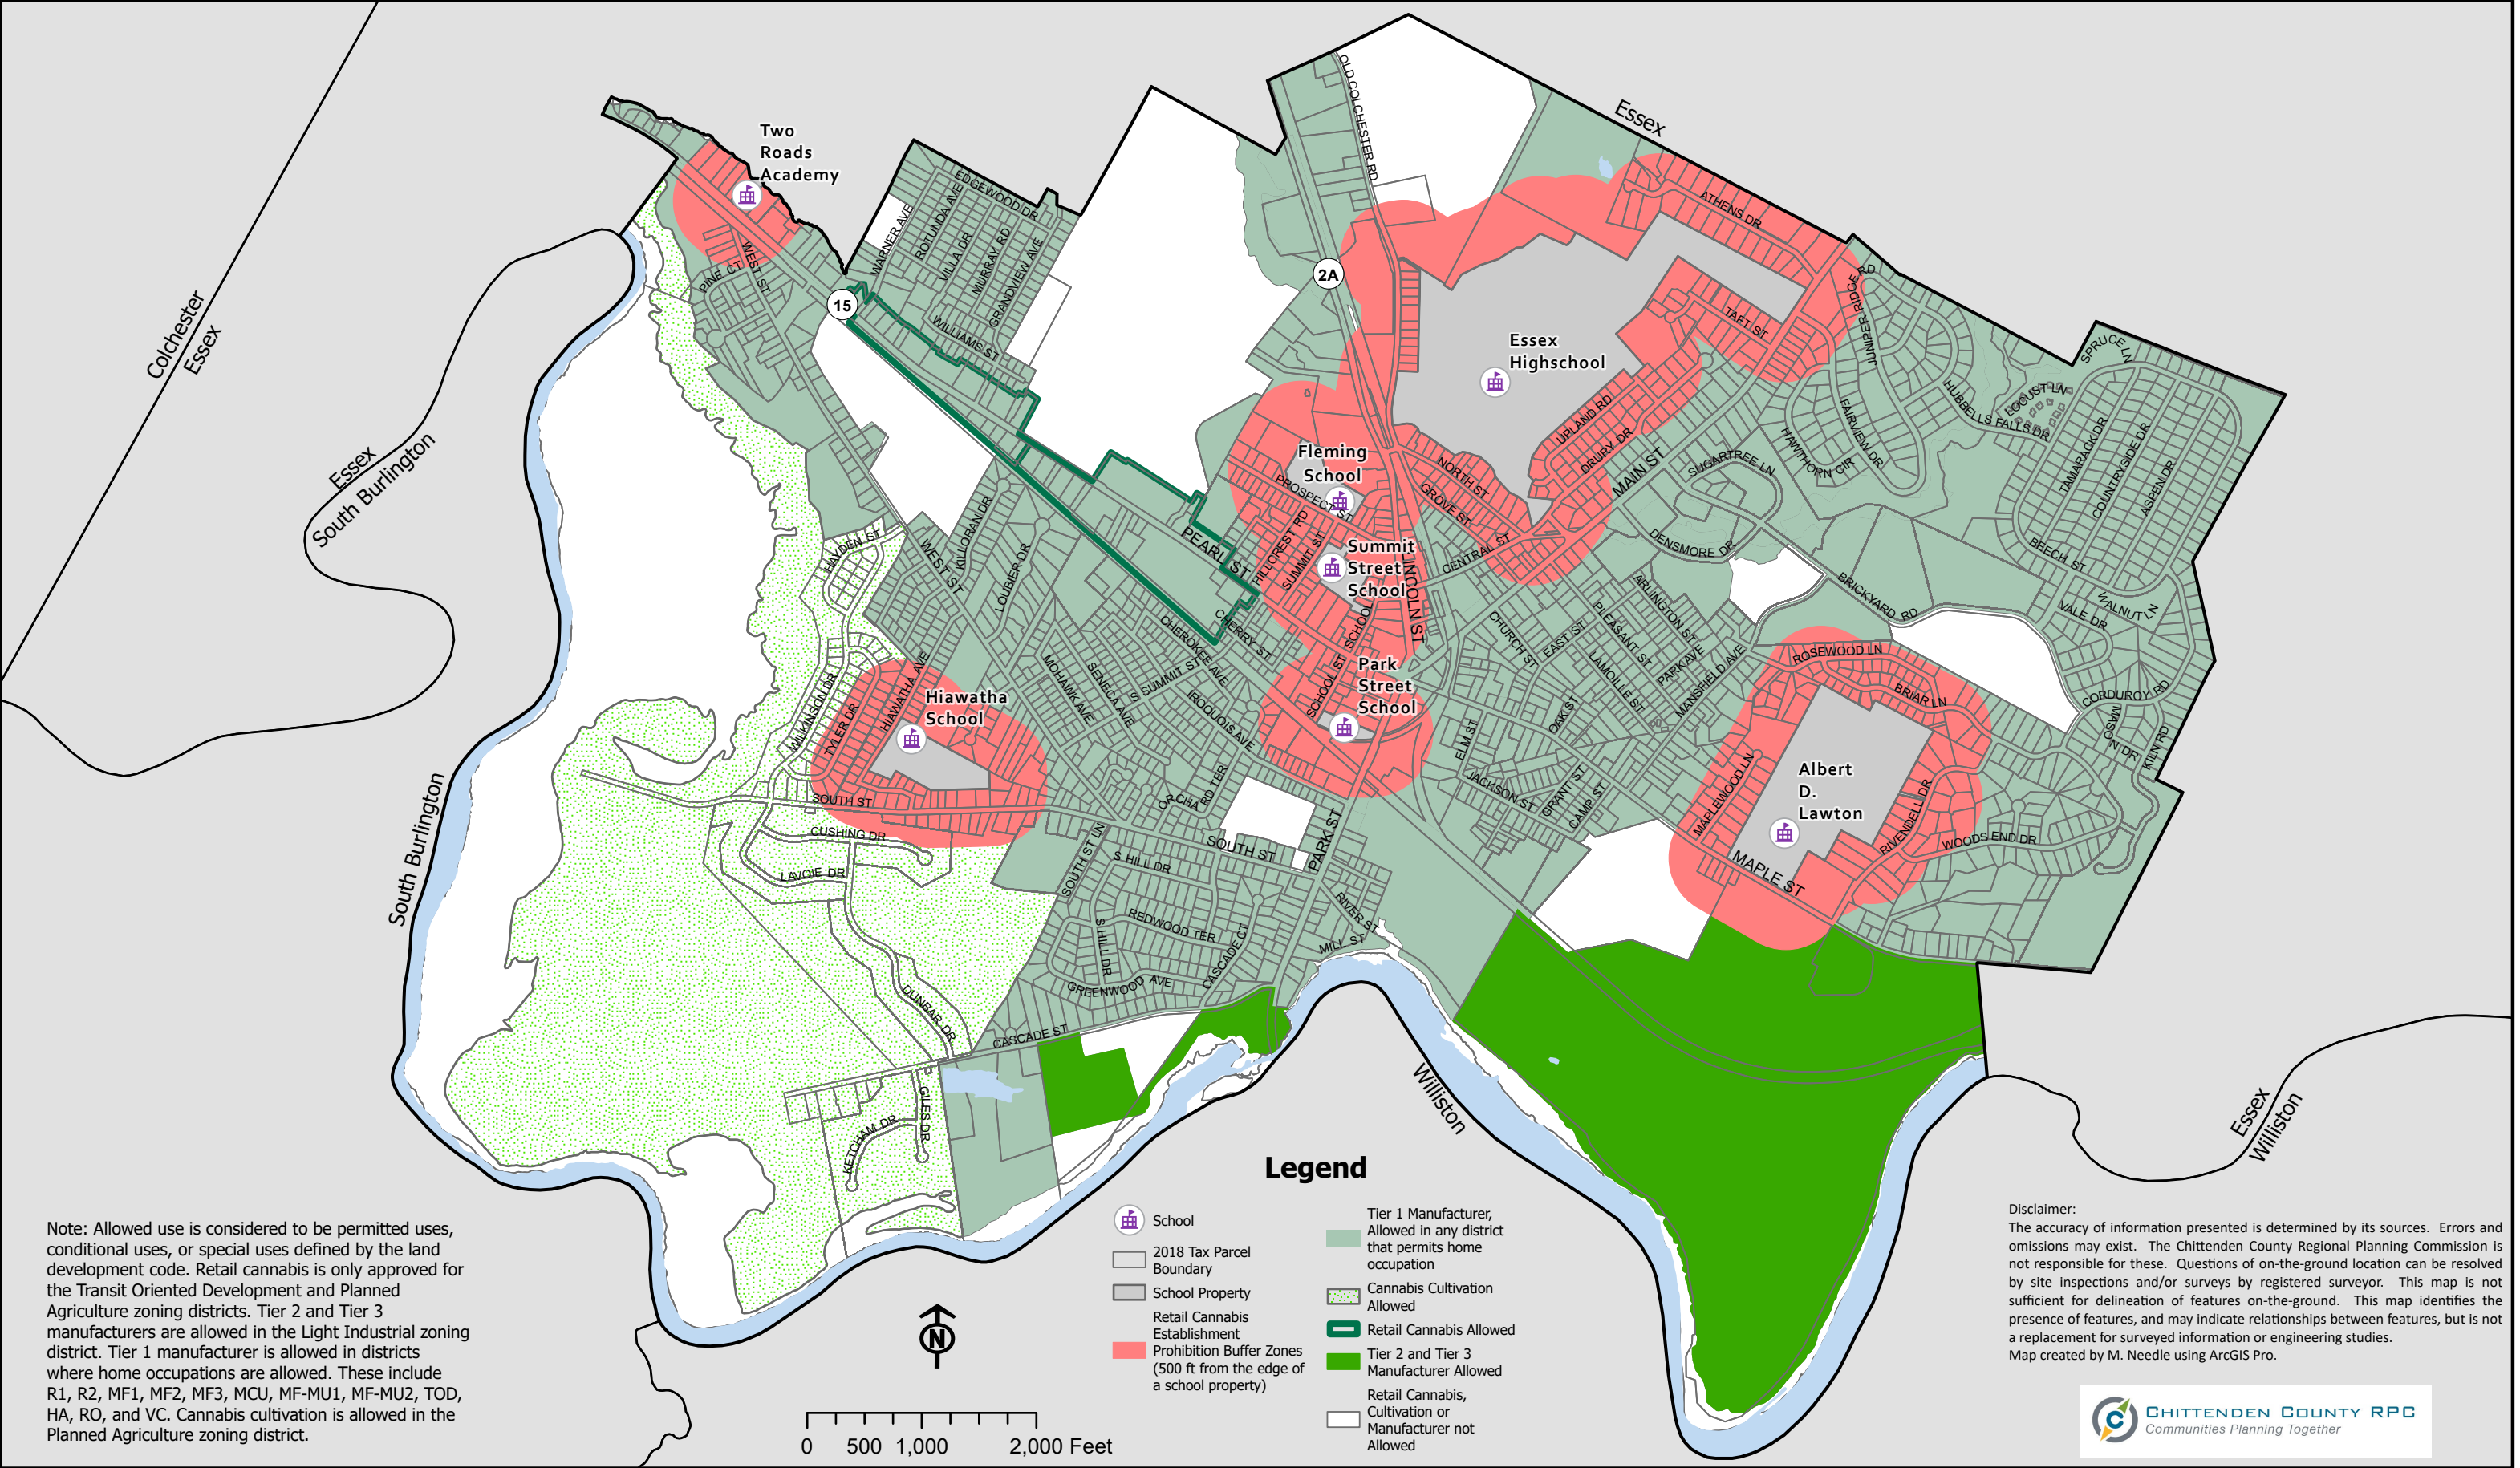 Essex
Two
Roads
Academy
OLD COLCHESTER RD
EDGEWOOD DR
WARNER AVE
ROTUNDA AVE
VILLA DR
MURRAY RD
GRANDVIEW AVE
WILLIAMS ST
PINE CT
WEST ST
15
2A
ATHENS DR
TAFT ST
JUNIPER RIDGE RD
Essex
Highschool
UPLAND RD
DRURY DR
MAIN ST
SUGARTREE LN
HAWTHORN CIR
FAIRVIEW DR
HUBBELLS FALLS DR
LOCUST LN
SPRUCE LN
TAMARACK DR
COUNTRYSIDE DR
ASPEN DR
BEECH ST
WALNUT LN
VALE DR
BRICKYARD RD
DENSMORE DR
Colchester
Essex
Essex
South Burlington
South Burlington
Fleming
School
PROSPECT ST
NORTH ST
GROVE ST
HILLCREST RD
SUMMIT ST
Summit
Street
School
LINCOLN ST
CENTRAL ST
PEARL ST
CHERRY ST
SCHOOL ST
SCHOOL
Park
Street
School
HAYDEN ST
WEST ST
KILLORAN DR
LOUBIER DR
CHEROKEE AVE
S SUMMIT ST
MOHAWK AVE
SENECA AVE
IROQUOIS AVE
CHURCH ST
EAST ST
PLEASANT ST
ARLINGTON ST
LAMOILLE ST
PARK AVE
MANSFIELD AVE
OAK ST
ELM ST
JACKSON ST
GRANT ST
CAMP ST
ROSEWOOD LN
BRIAR LN
CORDUROY RD
MASON DR
KILN RD
Albert
D.
Lawton
MAPLEWOOD LN
RIVENDELL DR
WOODS END DR
MAPLE ST
WILKINSON DR
TYLER DR
HIAWATHA AVE
Hiawatha
School
SOUTH ST
CUSHING DR
LAVOIE DR
DUNBAR DR
ORCHARD TER
SOUTH ST
PARK ST
SOUTH ST LN
S HILL DR
S HILL DR
REDWOOD TER
CASCADE CT
GREENWOOD AVE
CASCADE ST
RIVER ST
MILL ST
GILES DR
KETCHAM DR
Williston
Essex
Williston
Note: Allowed use is considered to be permitted uses,
conditional uses, or special uses defined by the land
development code. Retail cannabis is only approved for
the Transit Oriented Development and Planned
Agriculture zoning districts. Tier 2 and Tier 3
manufacturers are allowed in the Light Industrial zoning
district. Tier 1 manufacturer is allowed in districts
where home occupations are allowed. These include
R1, R2, MF1, MF2, MF3, MCU, MF-MU1, MF-MU2, TOD,
HA, RO, and VC. Cannabis cultivation is allowed in the
Planned Agriculture zoning district.
N
0 500 1,000 2,000 Feet
Legend
School
2018 Tax Parcel
Boundary
School Property
Retail Cannabis
Establishment
Prohibition Buffer Zones
(500 ft from the edge of
a school property)
Tier 1 Manufacturer,
Allowed in any district
that permits home
occupation
Cannabis Cultivation
Allowed
Retail Cannabis Allowed
Tier 2 and Tier 3
Manufacturer Allowed
Retail Cannabis,
Cultivation or
Manufacturer not
Allowed
Disclaimer:
The accuracy of information presented is determined by its sources. Errors and
omissions may exist. The Chittenden County Regional Planning Commission is
not responsible for these. Questions of on-the-ground location can be resolved
by site inspections and/or surveys by registered surveyor. This map is not
sufficient for delineation of features on-the-ground. This map identifies the
presence of features, and may indicate relationships between features, but is not
a replacement for surveyed information or engineering studies.
Map created by M. Needle using ArcGIS Pro.
C
CHITTENDEN COUNTY RPC
Communities Planning Together